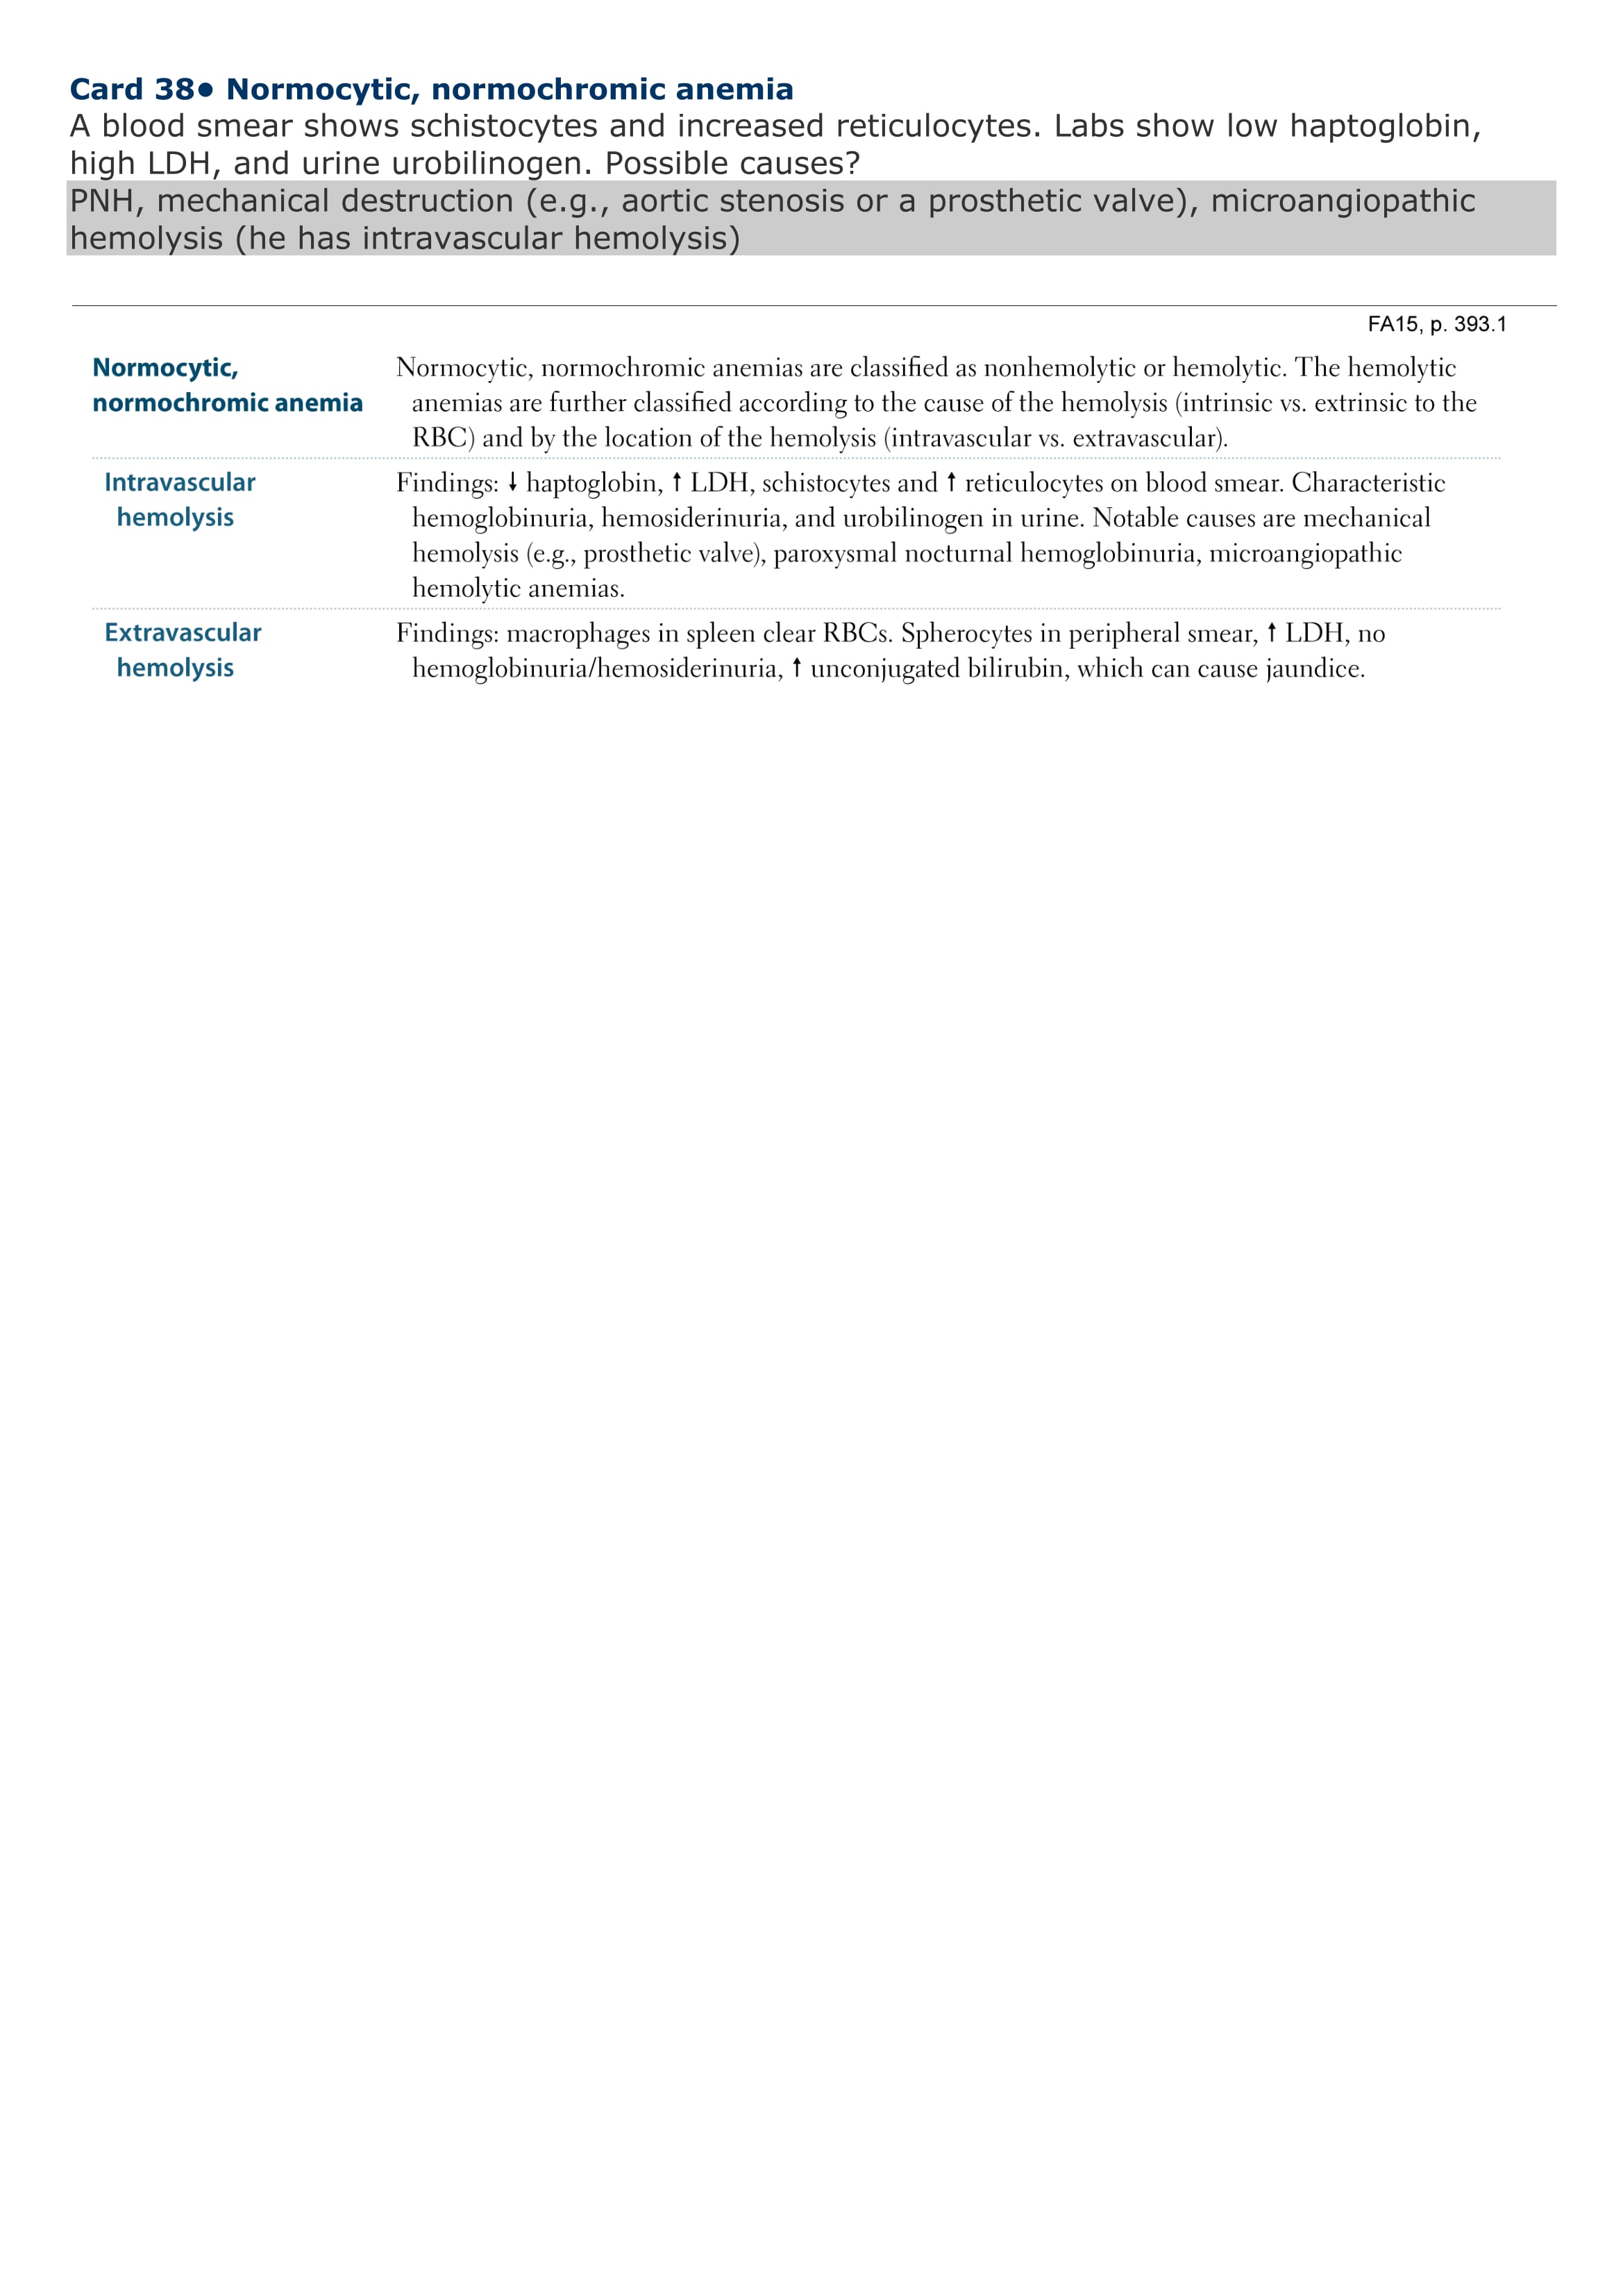 Card 38• Normocytic, normochromic anemia
A blood smear shows schistocytes and increased reticulocytes. Labs show low haptoglobin,
high LDH, and urine urobilinogen. Possible causes?
PNH, mechanical destruction (e.g., aortic stenosis or a prosthetic valve), microangiopathic
hemolysis (he has intravascular hemolysis)
FA15, p. 393.1
Normocytic,
normochromic anemia
Normocytic, normochromic anemias are classified as nonhemolytic or hemolytic. The hemolytic
anemias are further classified according to the cause of the hemolysis (intrinsic vs. extrinsic to the
RBC) and by the location of the hemolysis (intravascular vs. extravascular).
Intravascular
hemolysis
Findings: ↓ haptoglobin, ↑ LDH, schistocytes and ↑ reticulocytes on blood smear. Characteristic
hemoglobinuria, hemosiderinuria, and urobilinogen in urine. Notable causes are mechanical
hemolysis (e.g., prosthetic valve), paroxysmal nocturnal hemoglobinuria, microangiopathic
hemolytic anemias.
Extravascular
hemolysis
Findings: macrophages in spleen clear RBCs. Spherocytes in peripheral smear, ↑ LDH, no
hemoglobinuria/hemosiderinuria, ↑ unconjugated bilirubin, which can cause jaundice.